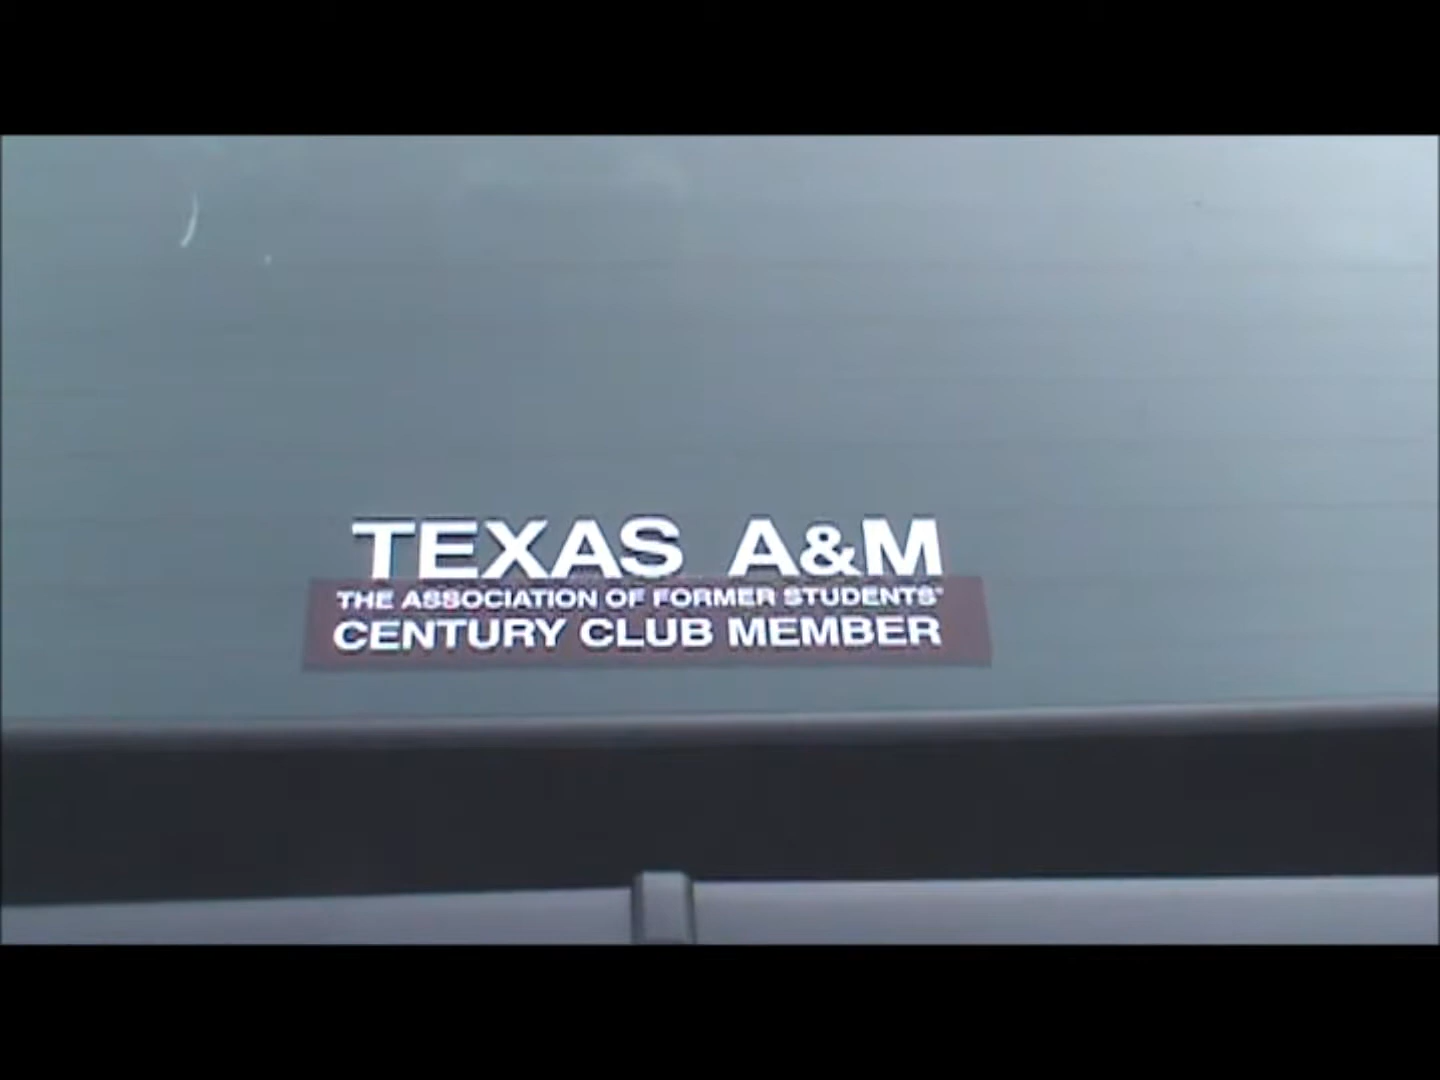 TEXAS A&M
THE ASSOCIATION OF FORMER STUDENTS
CENTURY CLUB MEMBER